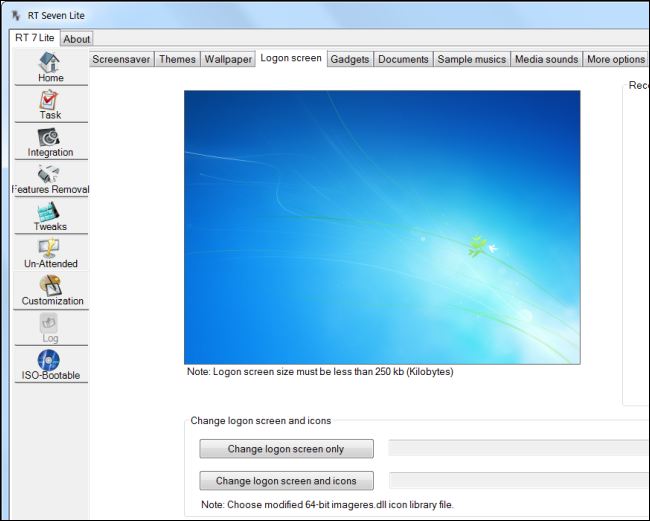 RT Seven Lite
RT 7 Lite About
Screensaver Themes Wallpaper Logon screen Gadgets Documents Sample musics Media sounds More options
Home
Task
Integration
Features Removal
Tweaks
Un-Attended
Customization
Log
ISO-Bootable
Note: Logon screen size must be less than 250 kb (Kilobytes)
Change logon screen and icons
Change logon screen only
Change logon screen and icons
Note: Choose modified 64-bit imageres.dll icon library file.